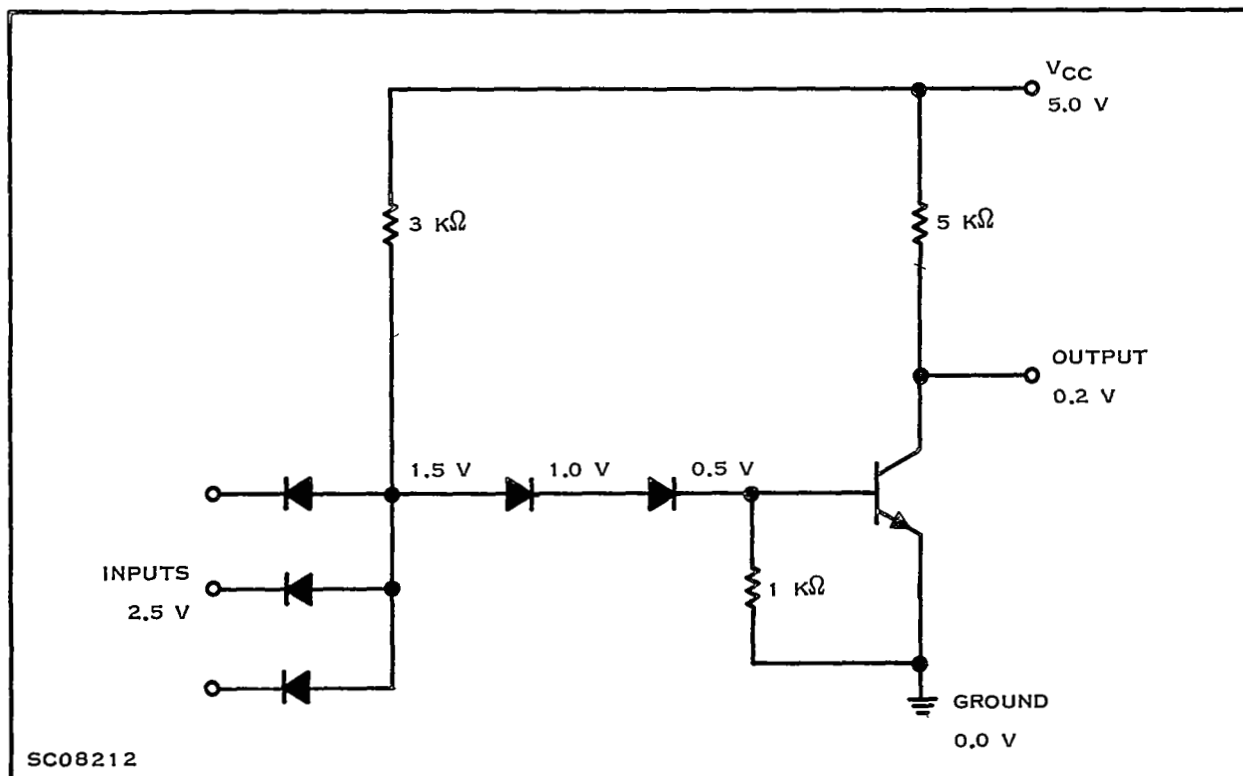 VCC
5.0 V
3 KΩ
5 KΩ
OUTPUT
0.2 V
1.5 V
1.0 V
0.5 V
INPUTS
2.5 V
1 KΩ
GROUND
0.0 V
SC08212